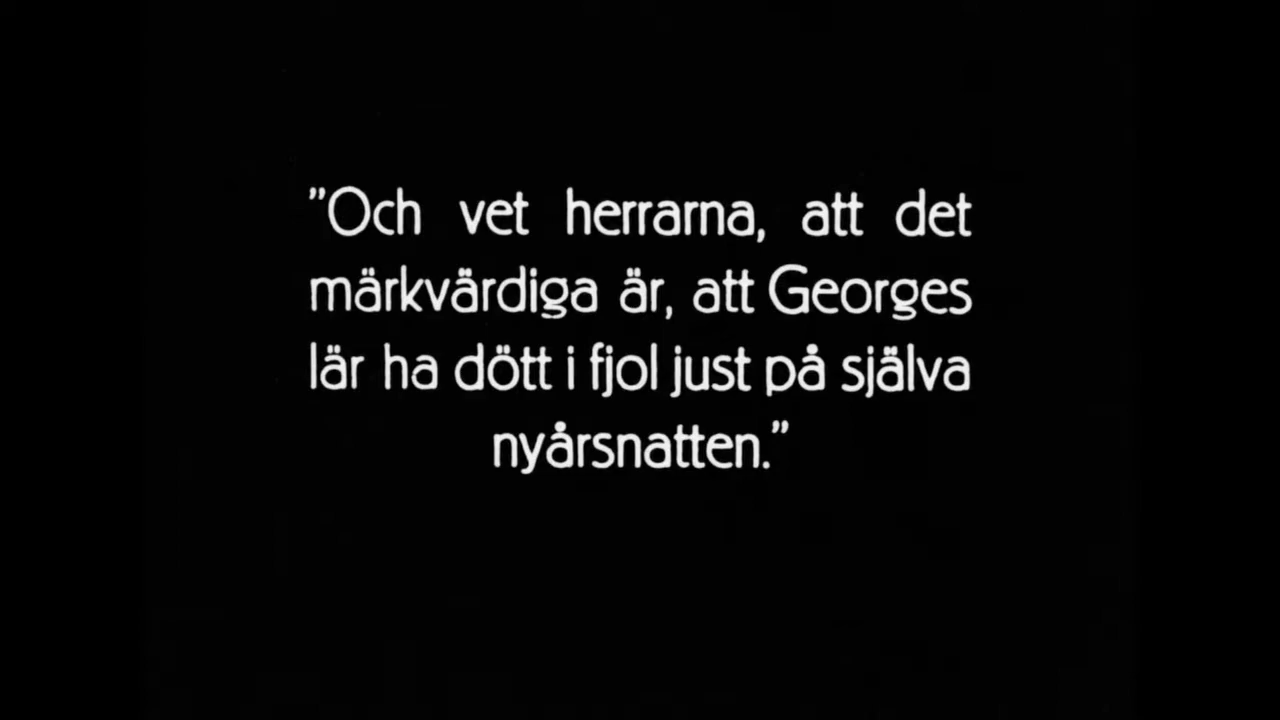 ”Och vet herrarna, att det
märkvärdiga är, att Georges
lär ha dött i fjol just på själva
nyårsnatten.”